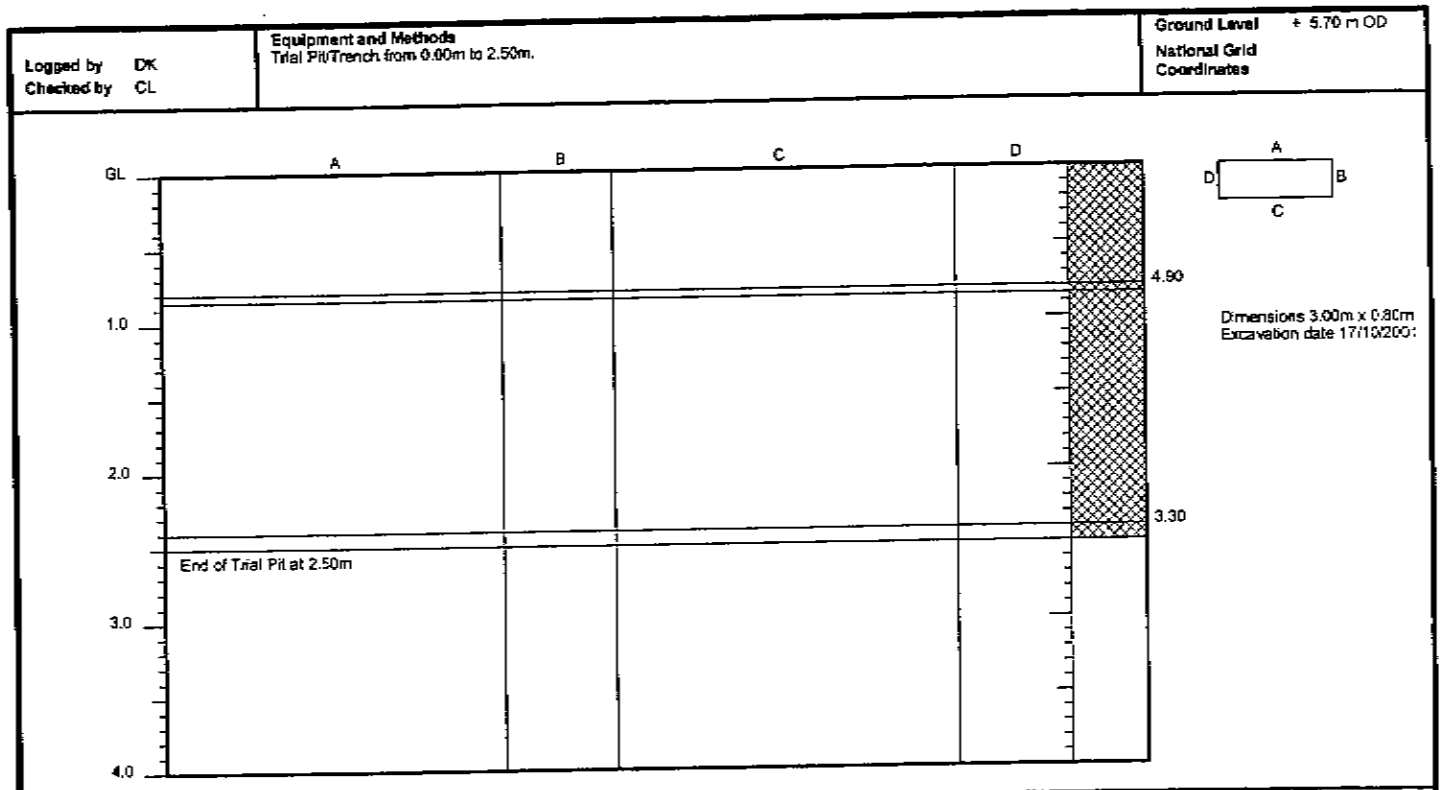 Logged by DK
Checked by CL
Equipment and Methods
Trial Pit/Trench from 0.00m to 2.50m.
Ground Level + 5.70 m OD
National Grid
Coordinates
A B C D
GL
1.0
2.0
3.0
4.0
End of Trial Pit at 2.50m
4.90
3.30
A
D B
C
Dimensions 3.00m x 0.80m
Excavation date